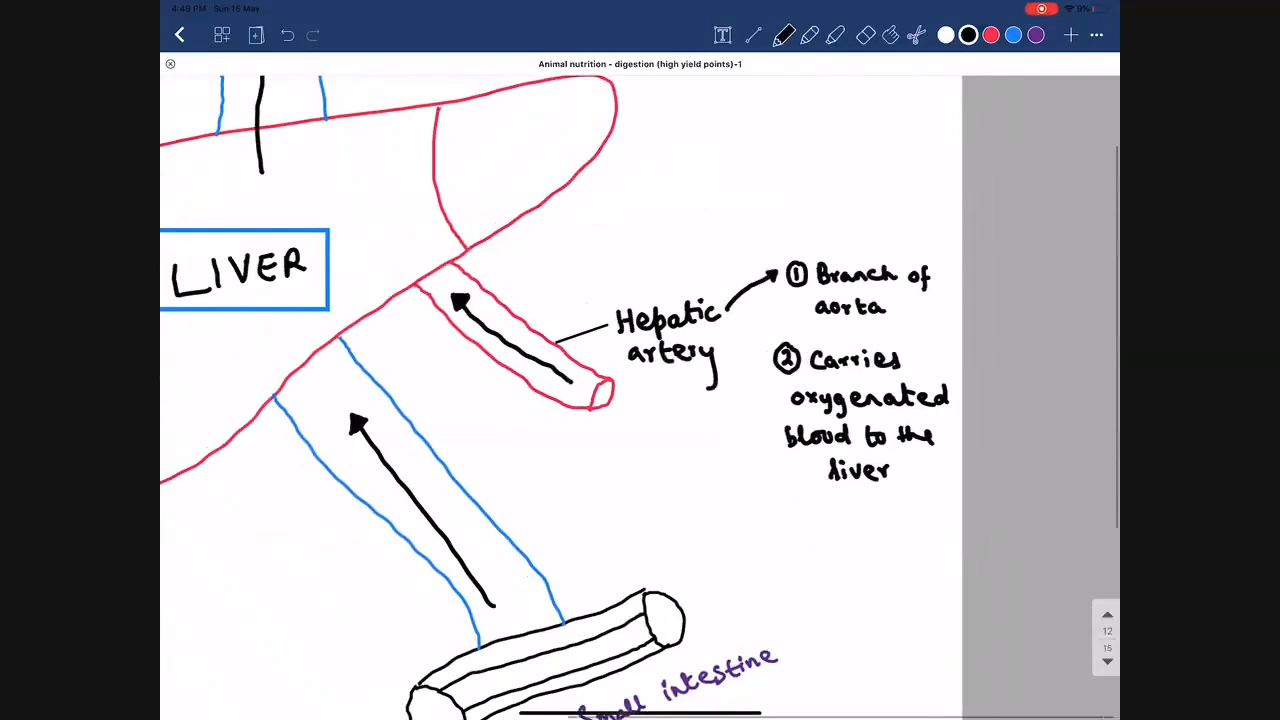 4:49 PM Sun 15 May
9%
Animal nutrition - digestion (high yield points)-1
LIVER
Hepatic
artery
① Branch of
aorta
② Carries
oxygenated
blood to the
liver
12
15
Small intestine